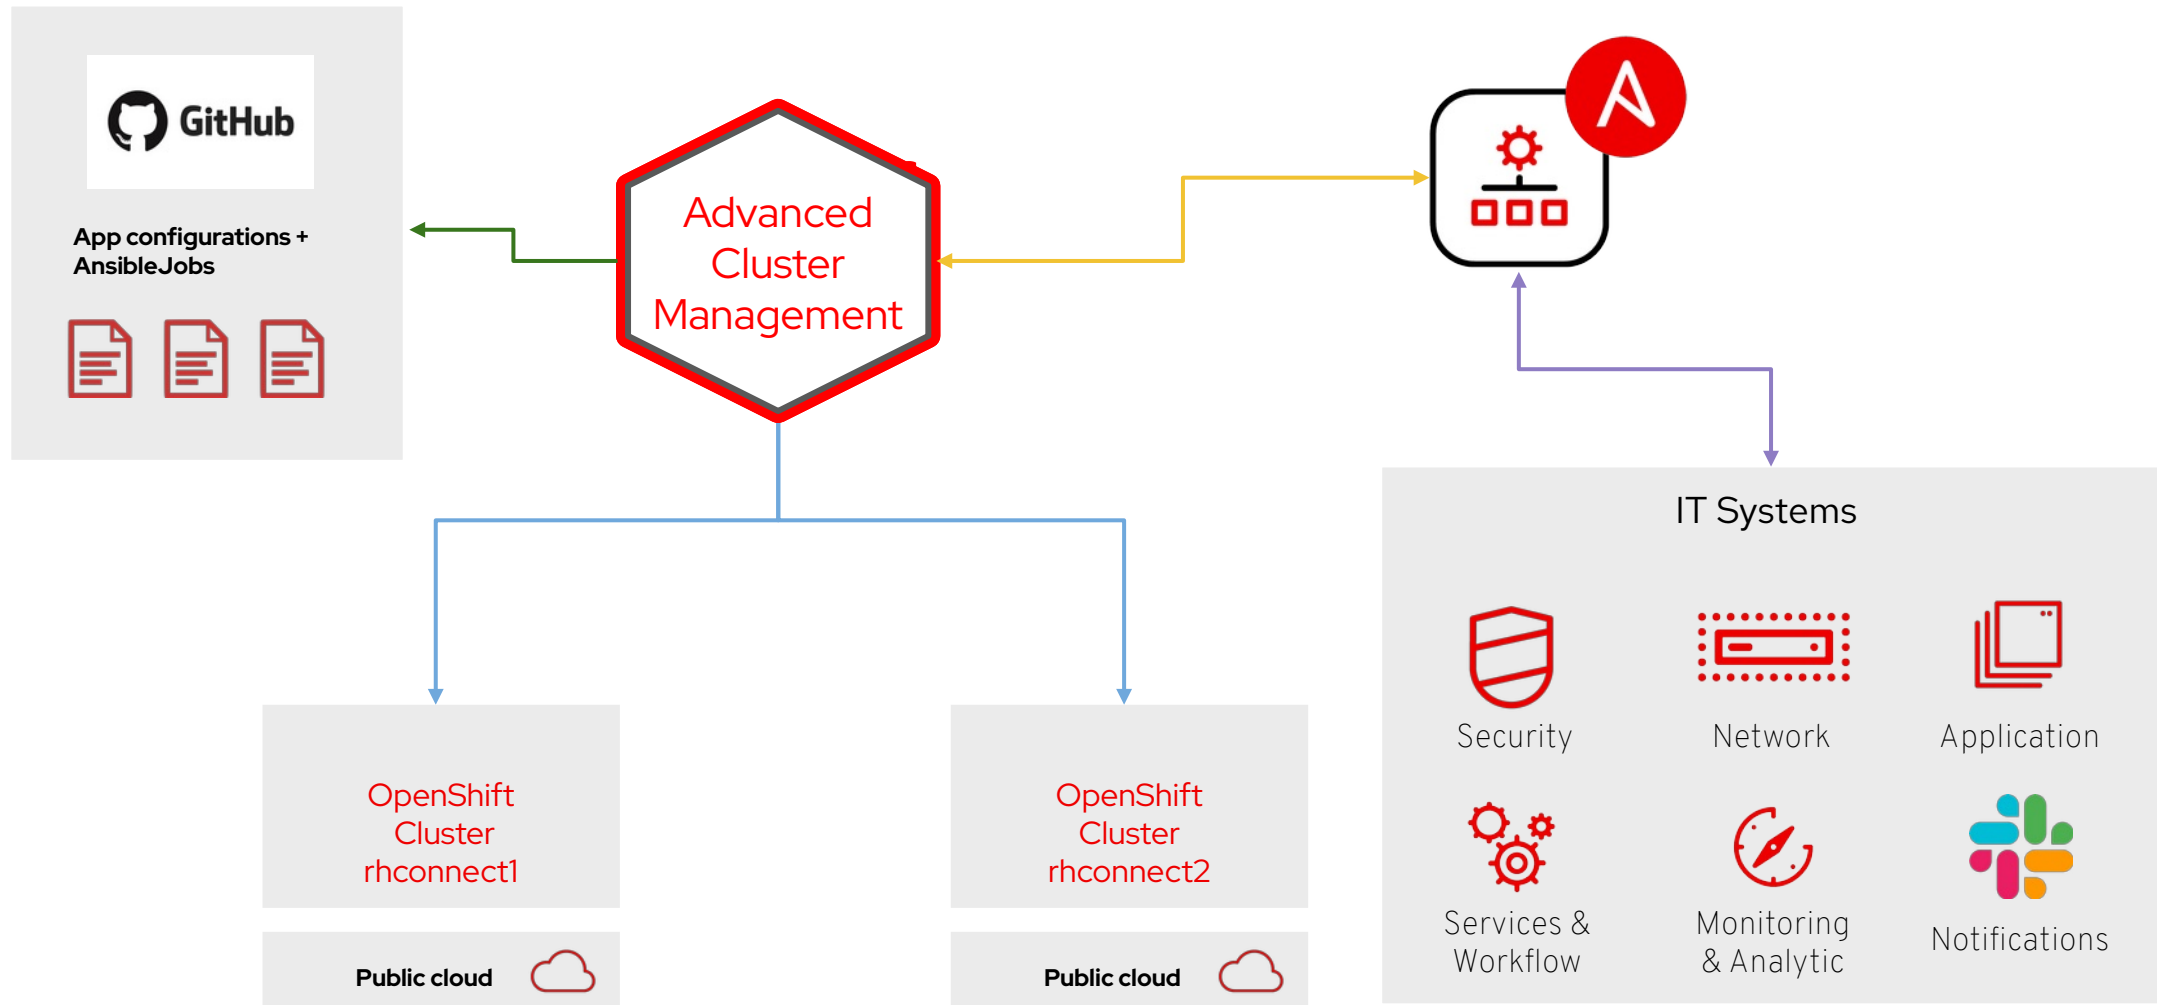 GitHub
App configurations +
AnsibleJobs
Advanced
Cluster
Management
IT Systems
Security
Network
Application
Services &
Workflow
Monitoring
& Analytic
Notifications
OpenShift
Cluster
rhconnect1
Public cloud
OpenShift
Cluster
rhconnect2
Public cloud